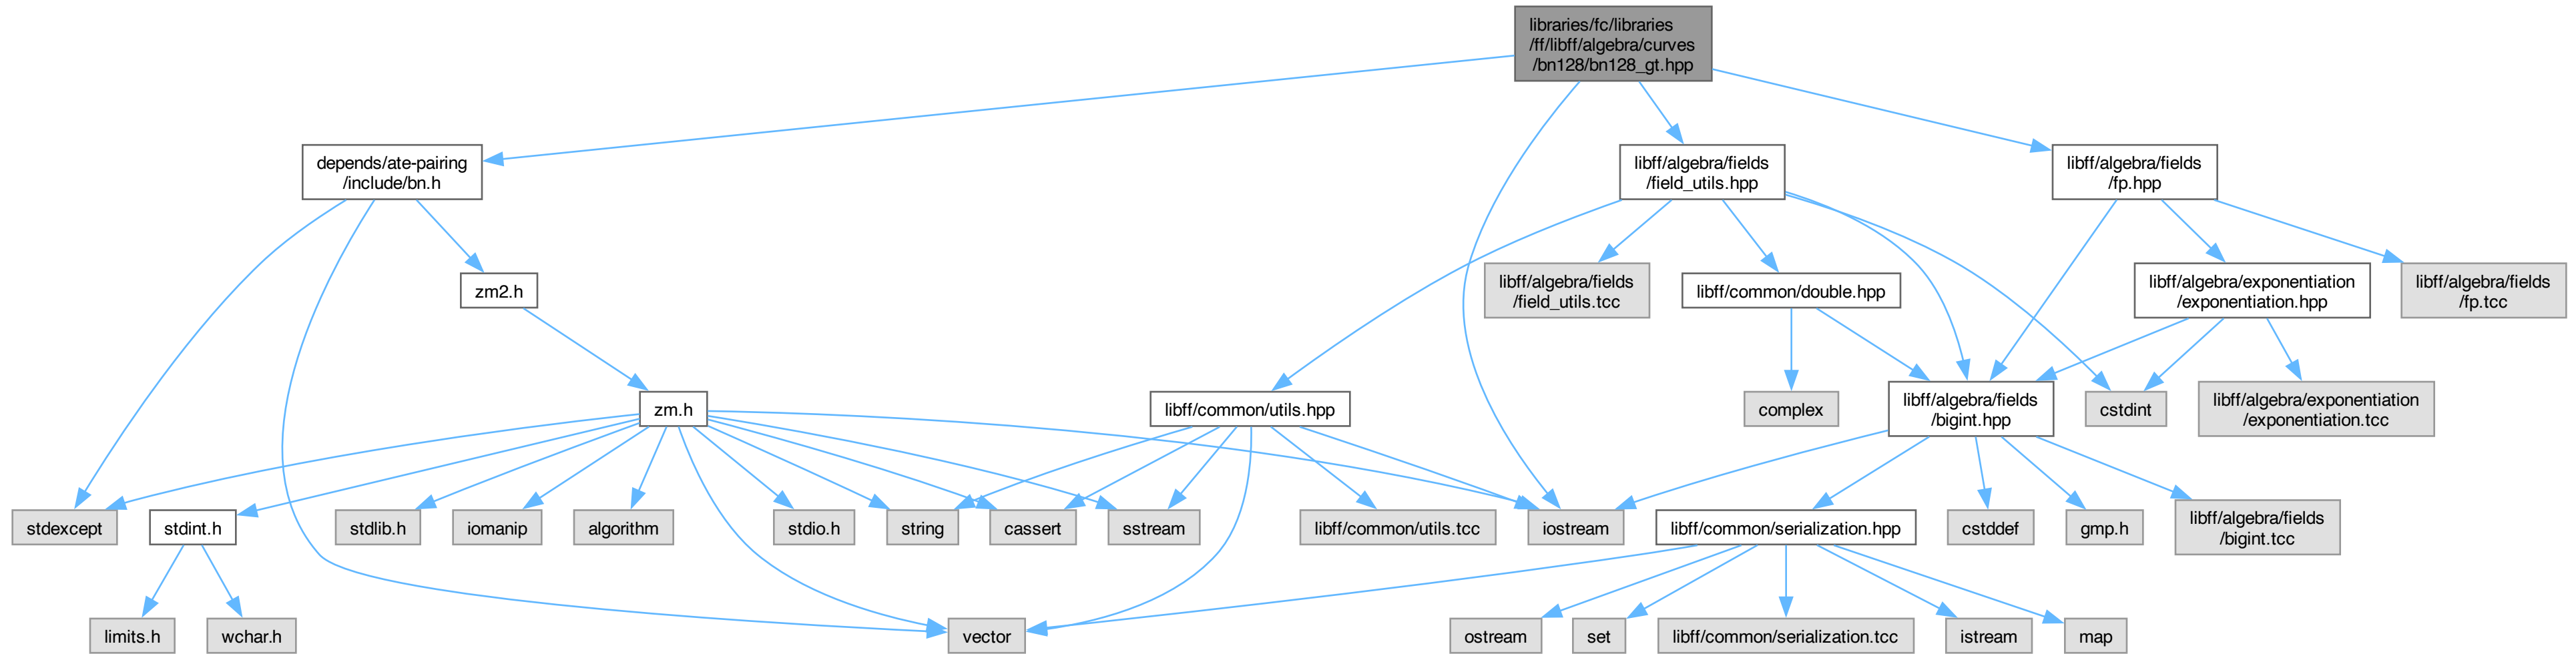 libraries/fc/libraries
/ff/libff/algebra/curves
/bn128/bn128_gt.hpp
depends/ate-pairing
/include/bn.h
libff/algebra/fields
/field_utils.hpp
libff/algebra/fields
/fp.hpp
zm2.h
libff/algebra/fields
/field_utils.tcc
libff/common/double.hpp
libff/algebra/exponentiation
/exponentiation.hpp
libff/algebra/fields
/fp.tcc
zm.h
libff/common/utils.hpp
complex
libff/algebra/fields
/bigint.hpp
cstdint
libff/algebra/exponentiation
/exponentiation.tcc
stdexcept
stdint.h
stdlib.h
iomanip
algorithm
stdio.h
string
cassert
sstream
libff/common/utils.tcc
iostream
libff/common/serialization.hpp
cstddef
gmp.h
libff/algebra/fields
/bigint.tcc
limits.h
wchar.h
vector
ostream
set
libff/common/serialization.tcc
istream
map